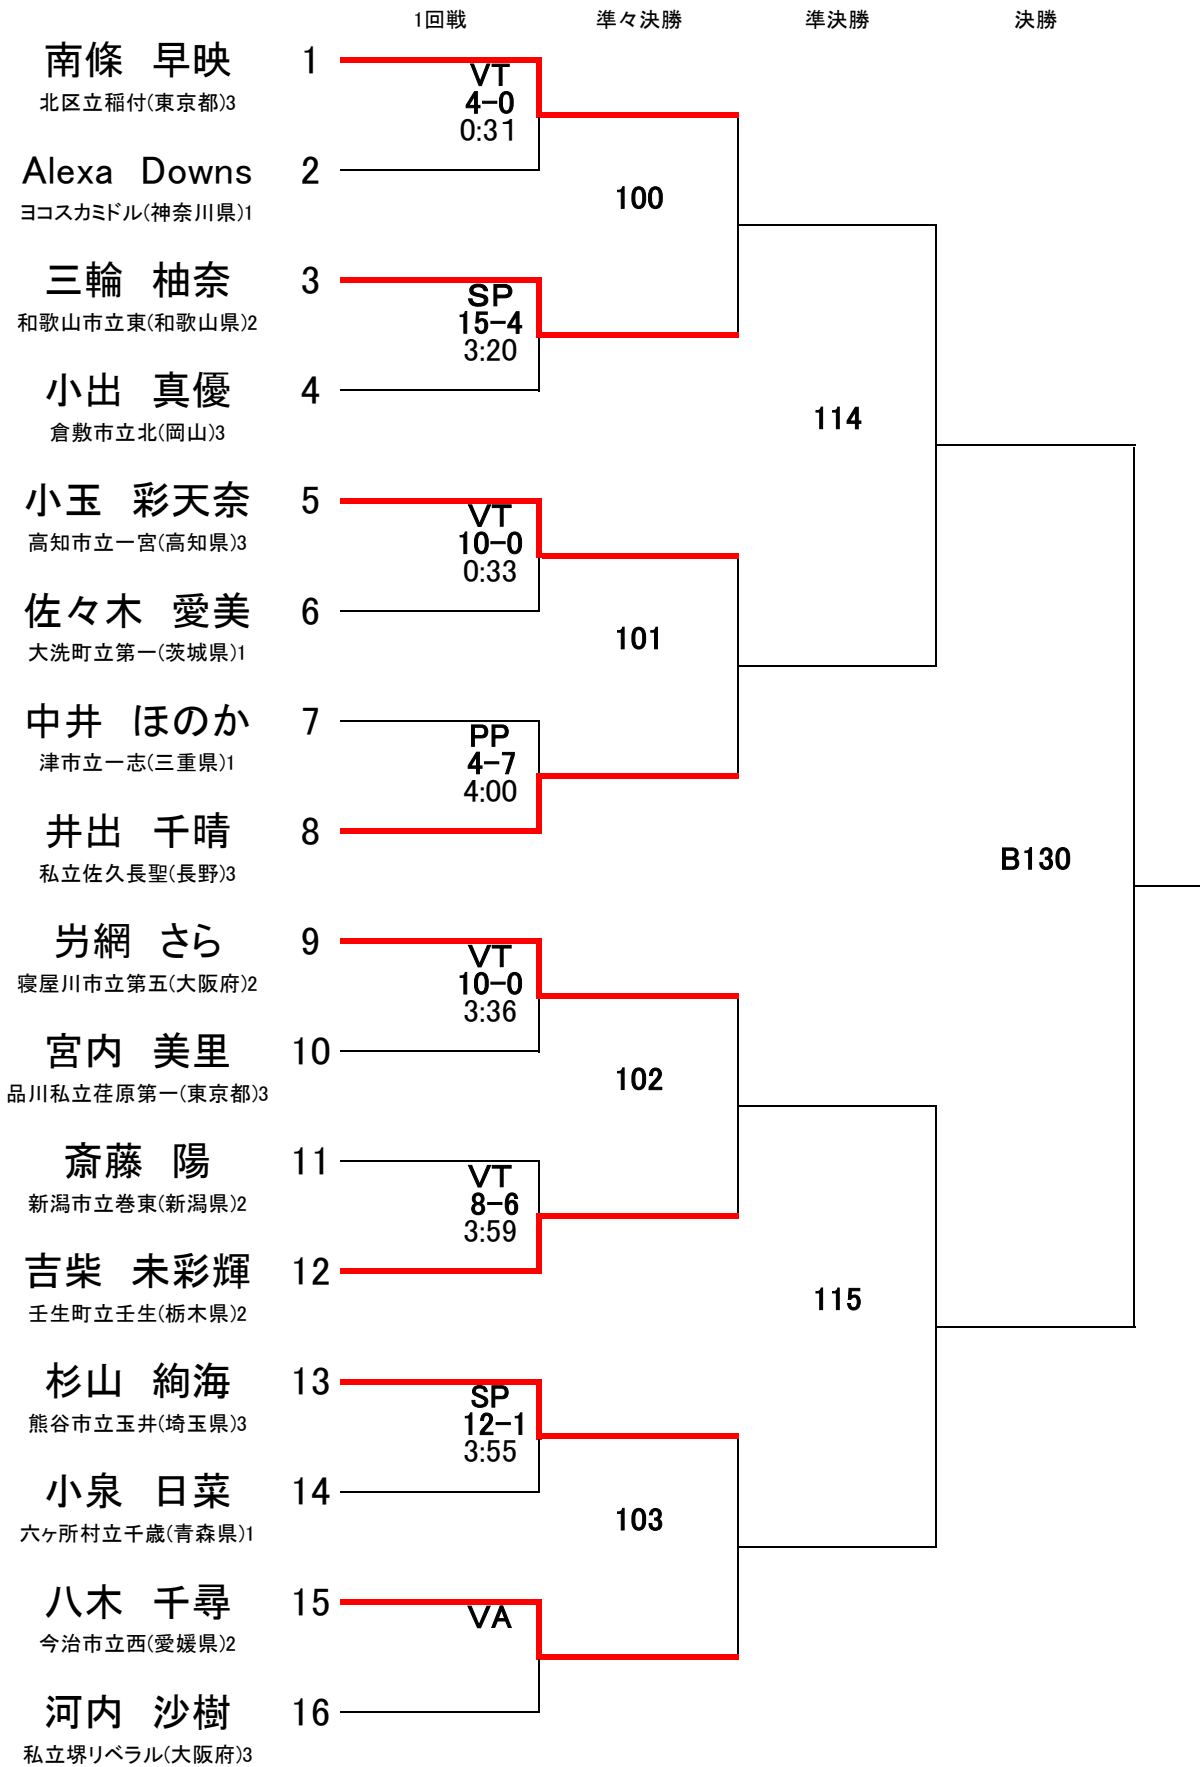 1回戦 準々決勝 準決勝 決勝
南條 早映 1
北区立稲付(東京都)3
VT
4-0
0:31
Alexa Downs 2
ヨコスカミドル(神奈川県)1
100
三輪 柚奈 3
和歌山市立東(和歌山県)2
SP
15-4
3:20
小出 真優 4
倉敷市立北(岡山)3
114
小玉 彩天奈 5
高知市立一宮(高知県)3
VT
10-0
0:33
佐々木 愛美 6
大洗町立第一(茨城県)1
101
中井 ほのか 7
津市立一志(三重県)1
PP
4-7
4:00
井出 千晴 8
私立佐久長聖(長野)3
B130
屶網 さら 9
寝屋川市立第五(大阪府)2
VT
10-0
3:36
宮内 美里 10
品川私立荏原第一(東京都)3
102
斎藤 陽 11
新潟市立巻東(新潟県)2
VT
8-6
3:59
吉柴 未彩輝 12
壬生町立壬生(栃木県)2
115
杉山 絢海 13
熊谷市立玉井(埼玉県)3
SP
12-1
3:55
小泉 日菜 14
六ヶ所村立千歳(青森県)1
103
八木 千尋 15
今治市立西(愛媛県)2
VA
河内 沙樹 16
私立堺リベラル(大阪府)3